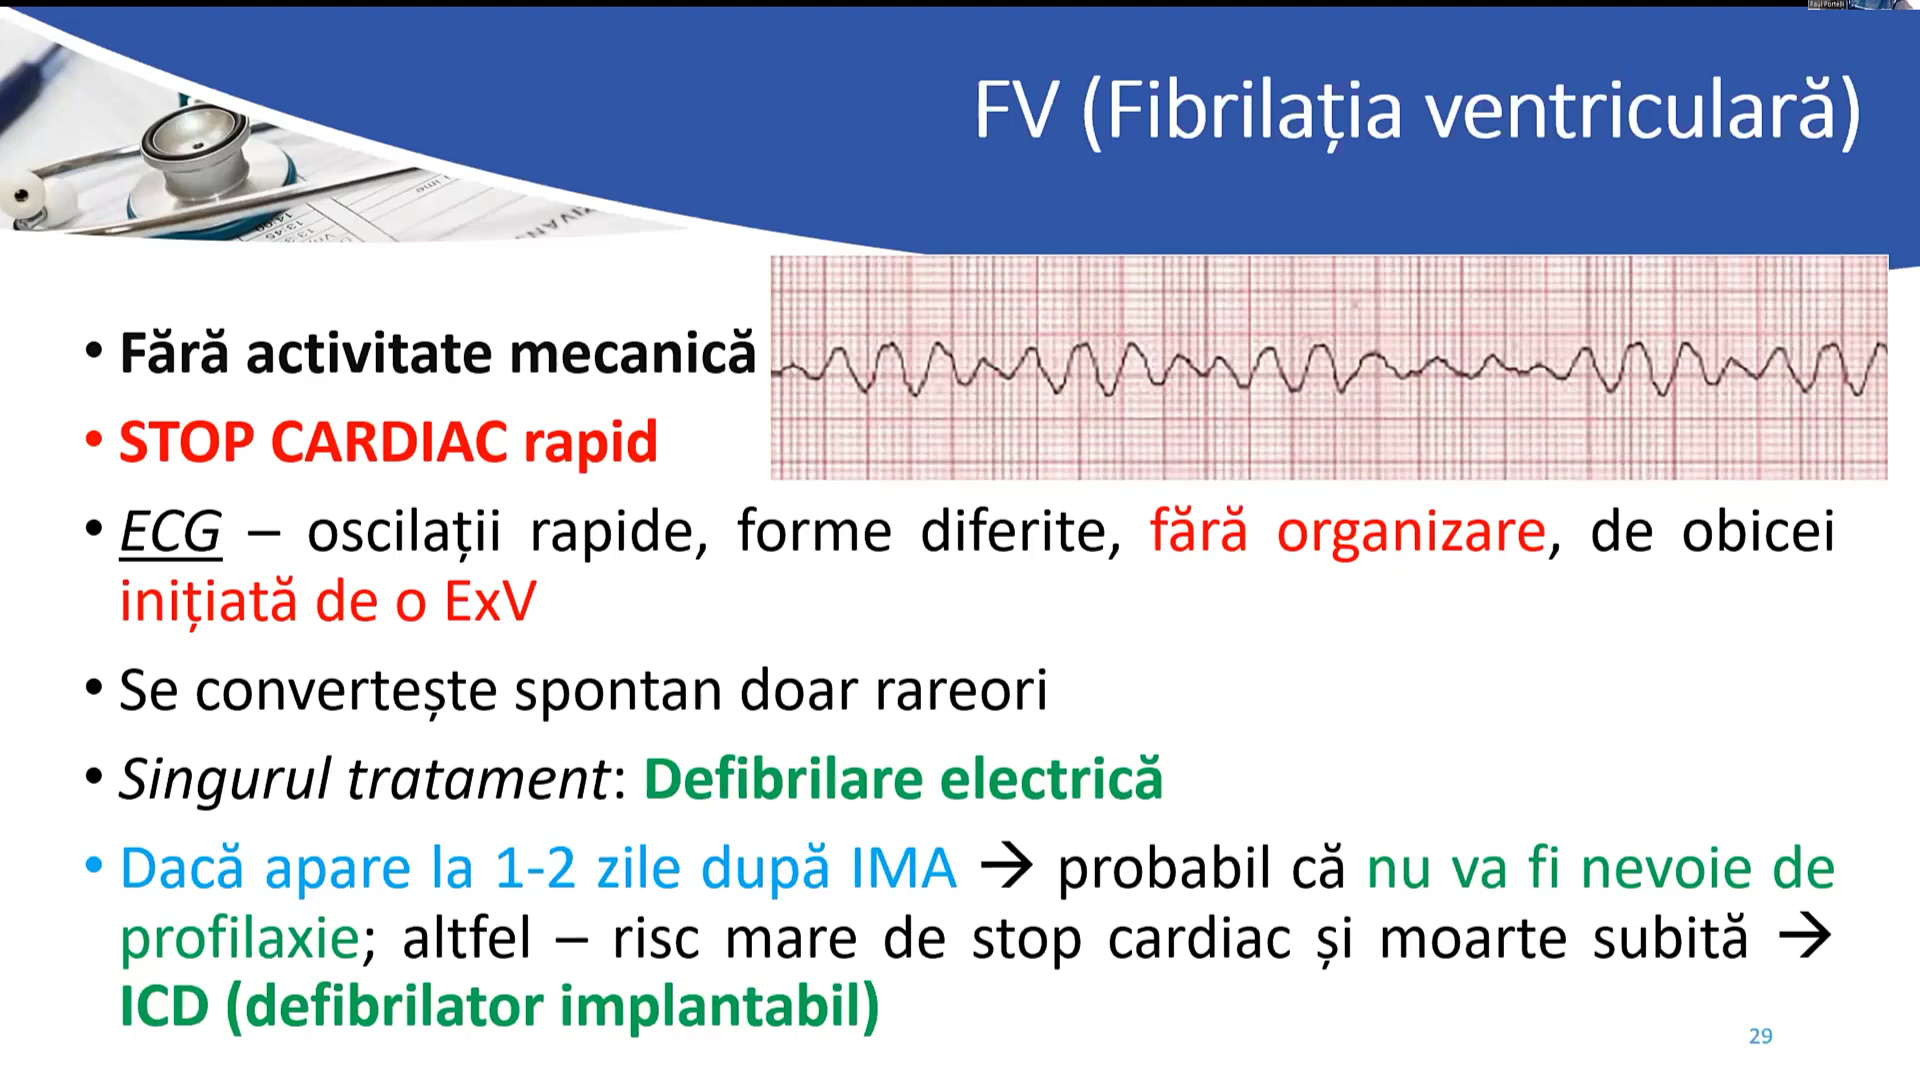 Paul Portelli
FV (Fibrilația ventriculară)
• Fără activitate mecanică
• STOP CARDIAC rapid
• ECG – oscilații rapide, forme diferite, fără organizare, de obicei
inițiată de o ExV
• Se convertește spontan doar rareori
• Singurul tratament: Defibrilare electrică
• Dacă apare la 1-2 zile după IMA → probabil că nu va fi nevoie de
profilaxie; altfel – risc mare de stop cardiac și moarte subită →
ICD (defibrilator implantabil)
29